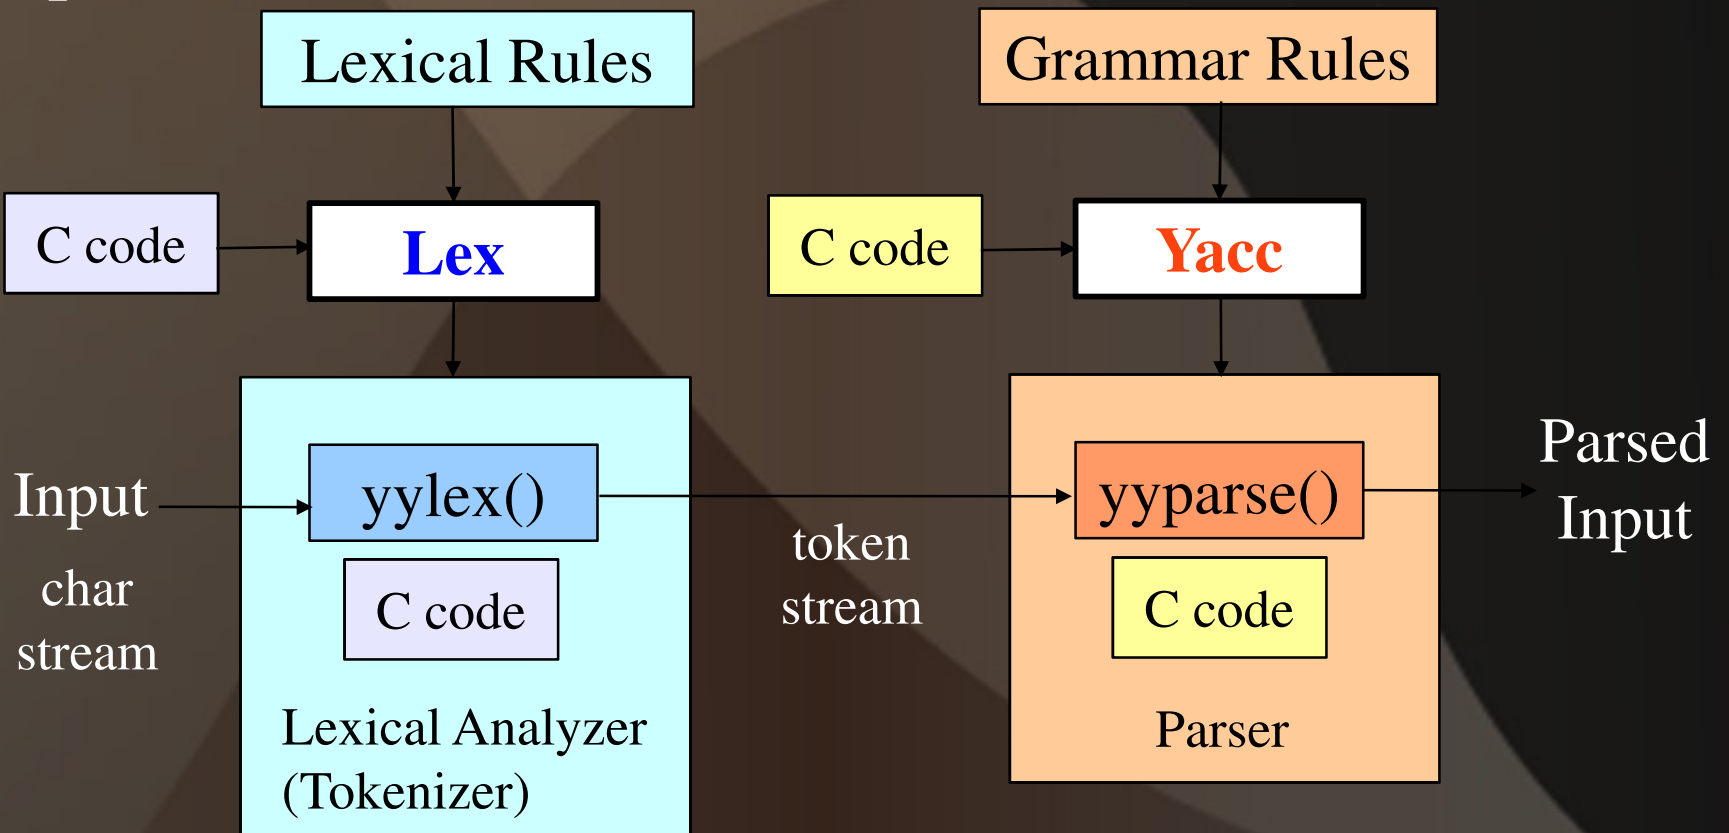 Lexical Rules
Grammar Rules
C code
Lex
C code
Yacc
Input
char
stream
yylex()
C code
Lexical Analyzer
(Tokenizer)
token
stream
yyparse()
C code
Parser
Parsed
Input